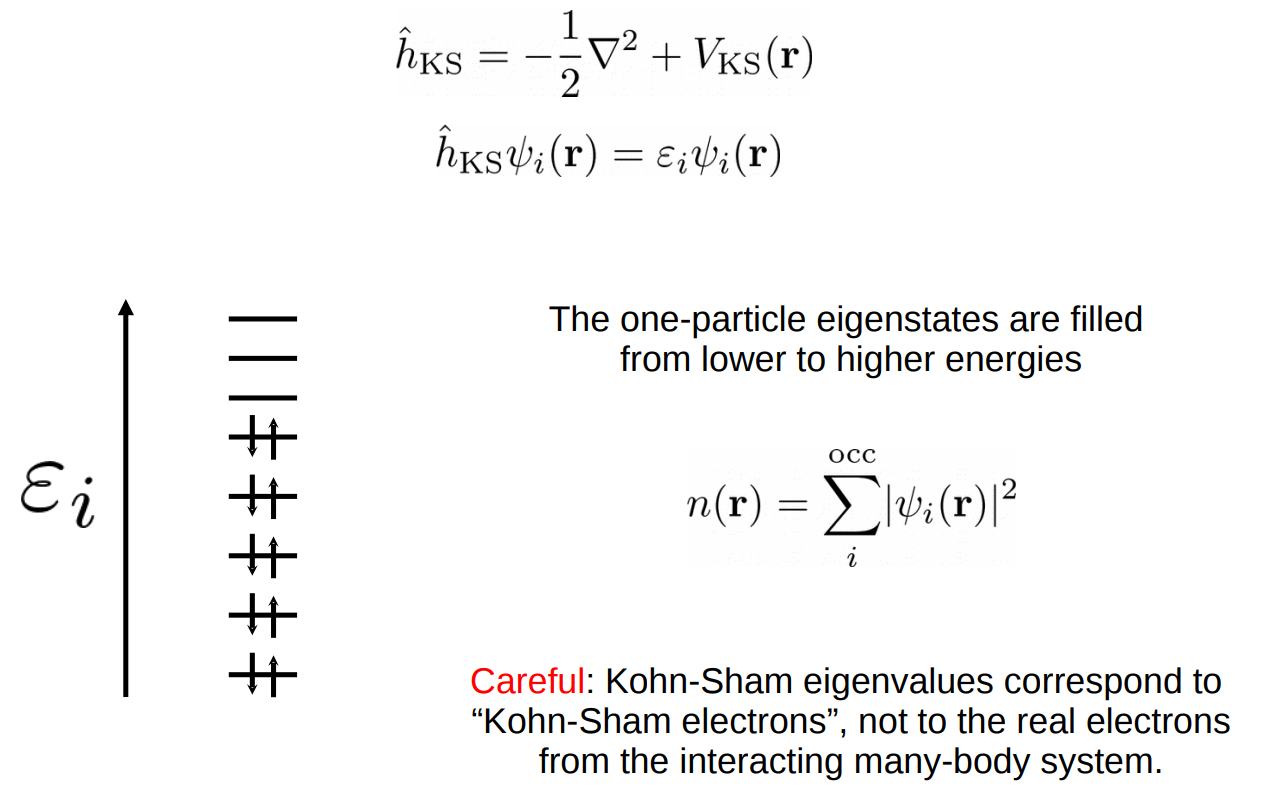 ĥ_KS = −1/2 ∇² + V_KS(r)
ĥ_KS ψ_i(r) = ε_i ψ_i(r)
The one-particle eigenstates are filled
from lower to higher energies
ε_i
n(r) = ∑_i^occ |ψ_i(r)|²
Careful: Kohn-Sham eigenvalues correspond to
“Kohn-Sham electrons”, not to the real electrons
from the interacting many-body system.